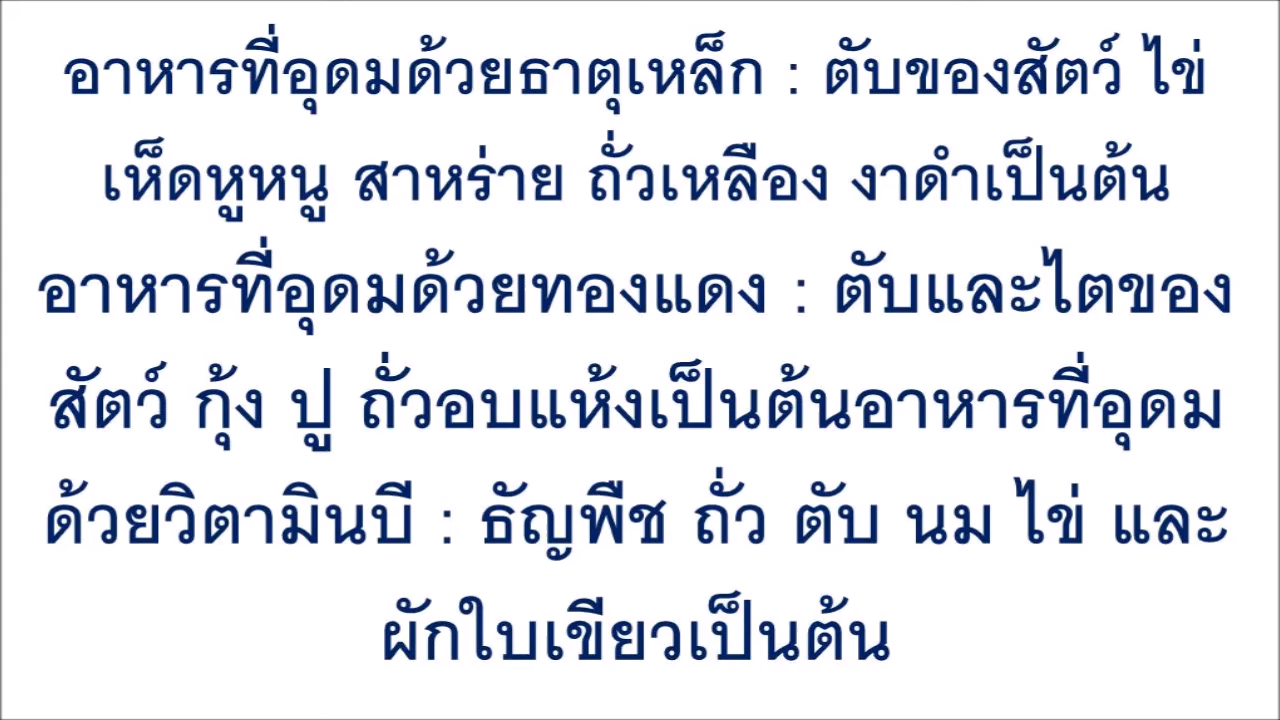 อาหารที่อุดมด้วยธาตุเหล็ก : ตับของสัตว์ ไข่
เห็ดหูหนู สาหร่าย ถั่วเหลือง งาดำเป็นต้น
อาหารที่อุดมด้วยทองแดง : ตับและไตของ
สัตว์ กุ้ง ปู ถั่วอบแห้งเป็นต้นอาหารที่อุดม
ด้วยวิตามินบี : ธัญพืช ถั่ว ตับ นม ไข่ และ
ผักใบเขียวเป็นต้น